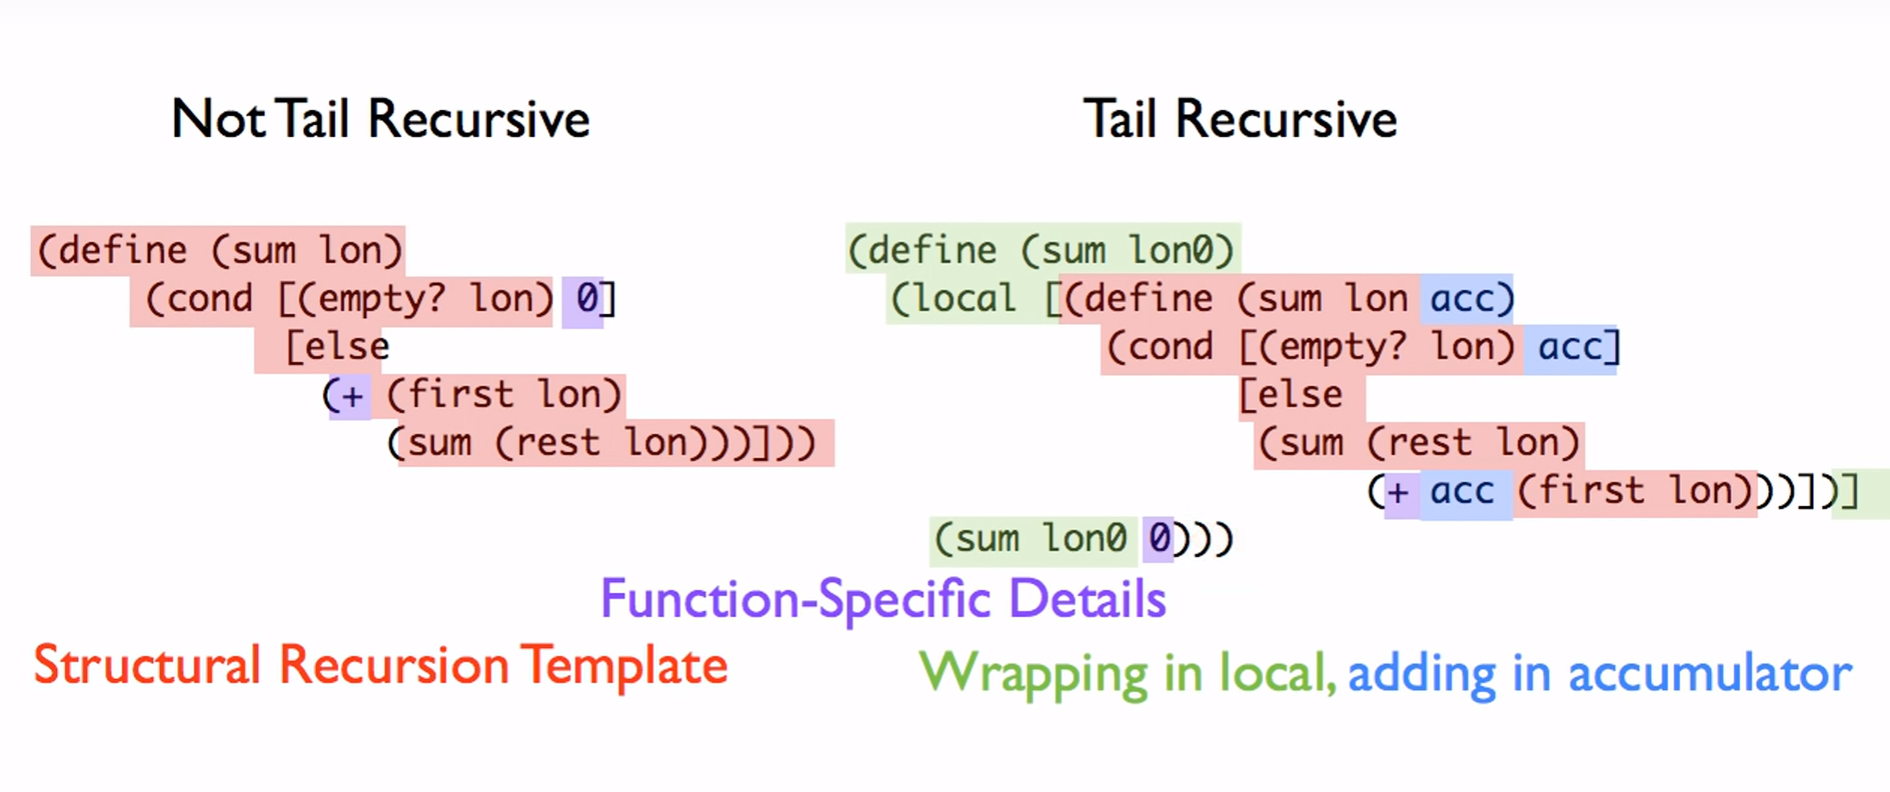 Not Tail Recursive
(define (sum lon)
(cond [(empty? lon) 0]
[else
(+ (first lon)
(sum (rest lon)))]))
Tail Recursive
(define (sum lon0)
(local [(define (sum lon acc)
(cond [(empty? lon) acc]
[else
(sum (rest lon)
(+ acc (first lon)))])]
(sum lon0 0)))
Function-Specific Details
Structural Recursion Template
Wrapping in local, adding in accumulator